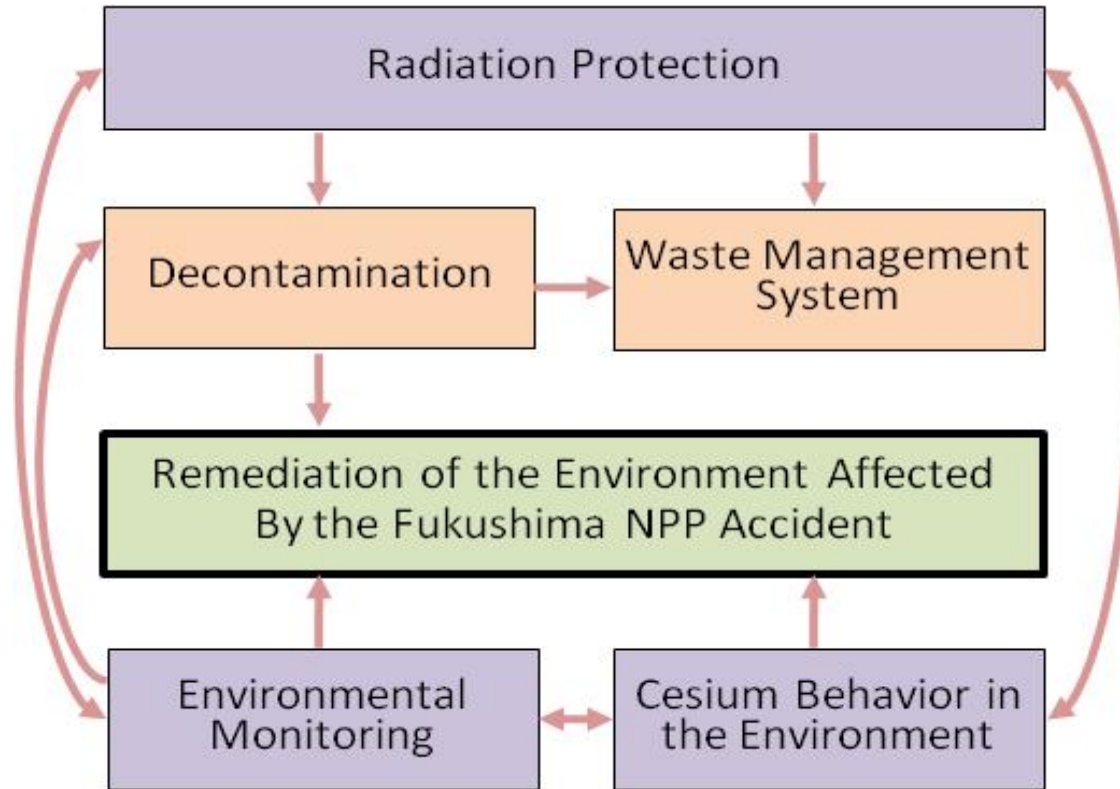 Radiation Protection
Decontamination
Waste Management
System
Remediation of the Environment Affected
By the Fukushima NPP Accident
Environmental
Monitoring
Cesium Behavior in
the Environment